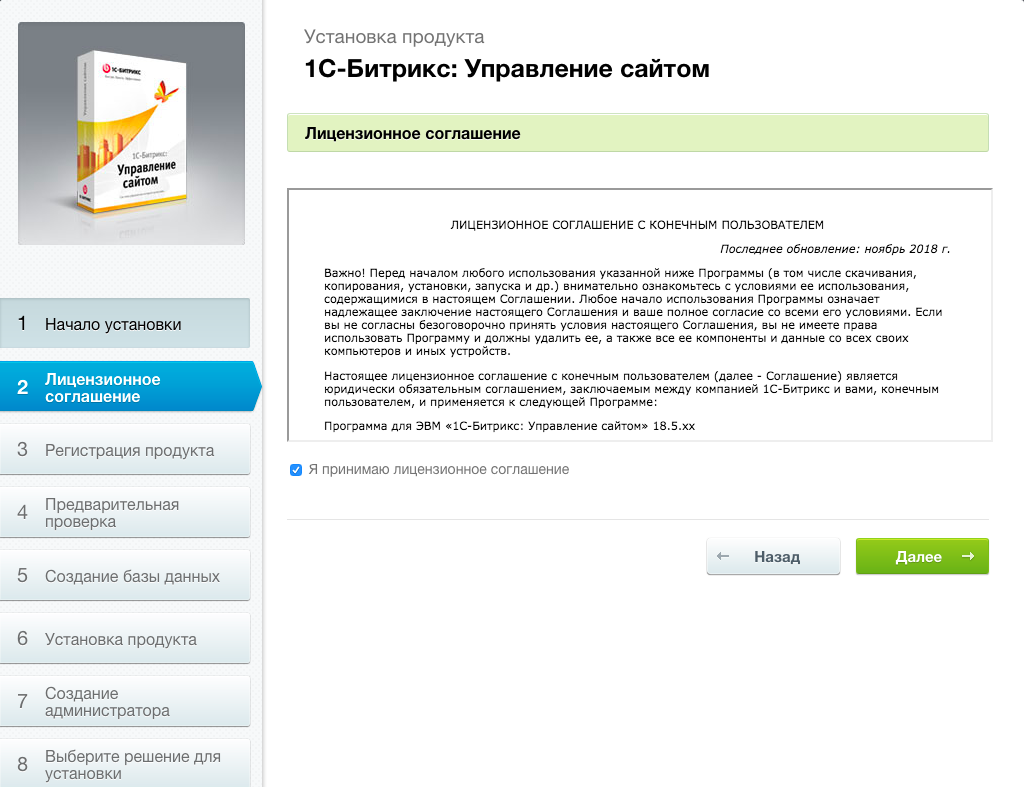 1С-БИТРИКС
1С-Битрикс:
Управление
сайтом
1 Начало установки
2 Лицензионное
соглашение
3 Регистрация продукта
4 Предварительная
проверка
5 Создание базы данных
6 Установка продукта
7 Создание
администратора
8 Выберите решение для
установки
Установка продукта
1С-Битрикс: Управление сайтом
Лицензионное соглашение
ЛИЦЕНЗИОННОЕ СОГЛАШЕНИЕ С КОНЕЧНЫМ ПОЛЬЗОВАТЕЛЕМ
Последнее обновление: ноябрь 2018 г.
Важно! Перед началом любого использования указанной ниже Программы (в том числе скачивания,
копирования, установки, запуска и др.) внимательно ознакомьтесь с условиями ее использования,
содержащимися в настоящем Соглашении. Любое начало использования Программы означает
надлежащее заключение настоящего Соглашения и ваше полное согласие со всеми его условиями. Если
вы не согласны безоговорочно принять условия настоящего Соглашения, вы не имеете права
использовать Программу и должны удалить ее, а также все ее компоненты и данные со всех своих
компьютеров и иных устройств.
Настоящее лицензионное соглашение с конечным пользователем (далее - Соглашение) является
юридически обязательным соглашением, заключаемым между компанией 1С-Битрикс и вами, конечным
пользователем, и применяется к следующей Программе:
Программа для ЭВМ «1С-Битрикс: Управление сайтом» 18.5.xx
Я принимаю лицензионное соглашение
Назад
Далее